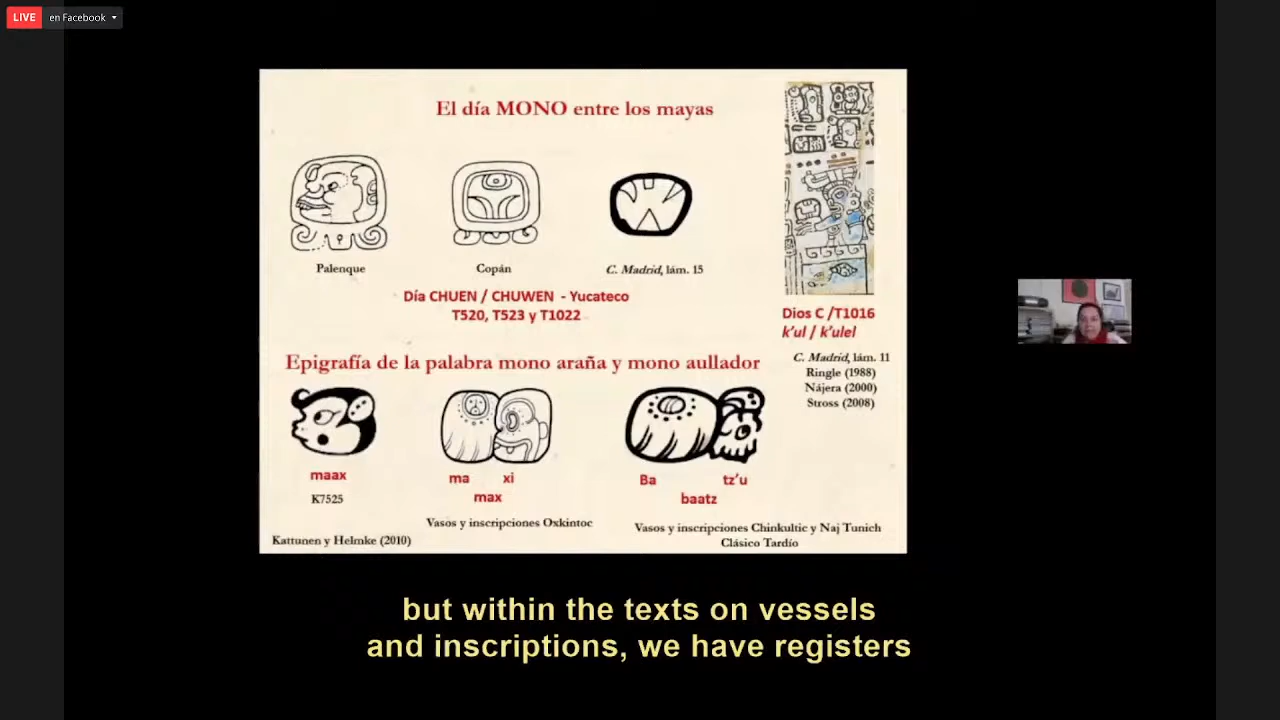 LIVE en Facebook
El día MONO entre los mayas
Palenque
Copán
C. Madrid, lám. 15
Día CHUEN / CHUWEN - Yucateco
T520, T523 y T1022
Dios C /T1016
k'ul / k'ulel
C. Madrid, lám. 11
Ringle (1988)
Nájera (2000)
Stross (2008)
Epigrafía de la palabra mono araña y mono aullador
maax
K7525
ma xi
max
Vasos y inscripciones Oxkintoc
Ba tz'u
baatz
Vasos y inscripciones Chinkultic y Naj Tunich
Clásico Tardío
Kattunen y Helmke (2010)
but within the texts on vessels
and inscriptions, we have registers